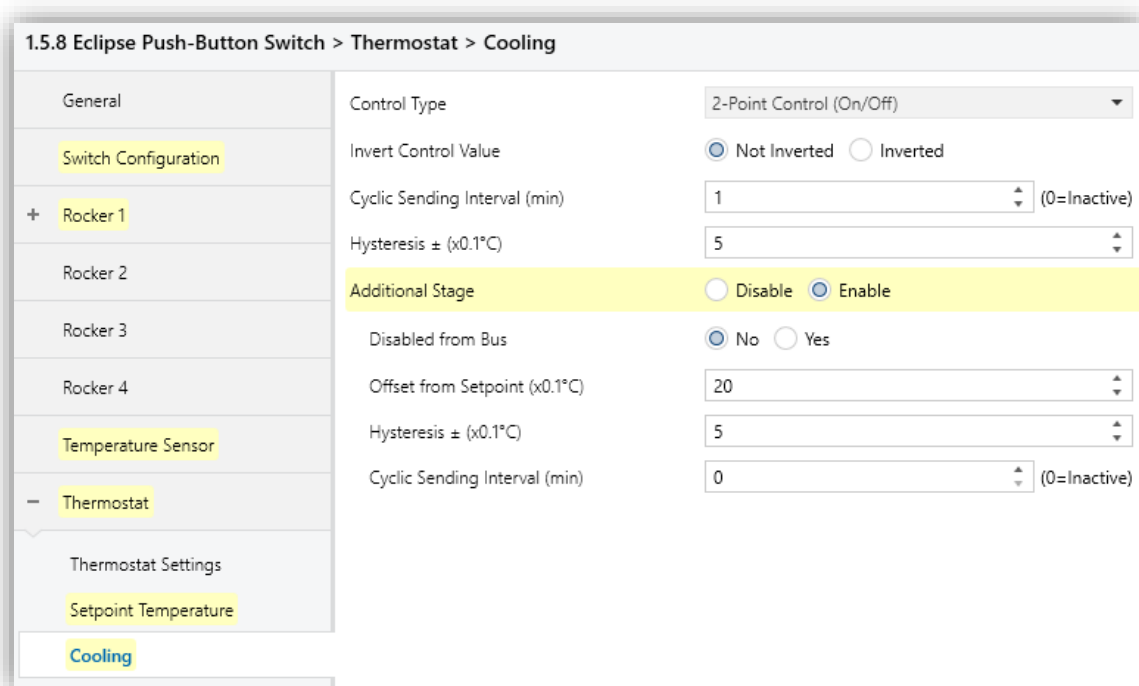 1.5.8 Eclipse Push-Button Switch > Thermostat > Cooling
General
Switch Configuration
+ Rocker 1
Rocker 2
Rocker 3
Rocker 4
Temperature Sensor
− Thermostat
Thermostat Settings
Setpoint Temperature
Cooling
Control Type 2-Point Control (On/Off)
Invert Control Value Not Inverted Inverted
Cyclic Sending Interval (min) 1 (0=Inactive)
Hysteresis ± (x0.1°C) 5
Additional Stage Disable Enable
Disabled from Bus No Yes
Offset from Setpoint (x0.1°C) 20
Hysteresis ± (x0.1°C) 5
Cyclic Sending Interval (min) 0 (0=Inactive)